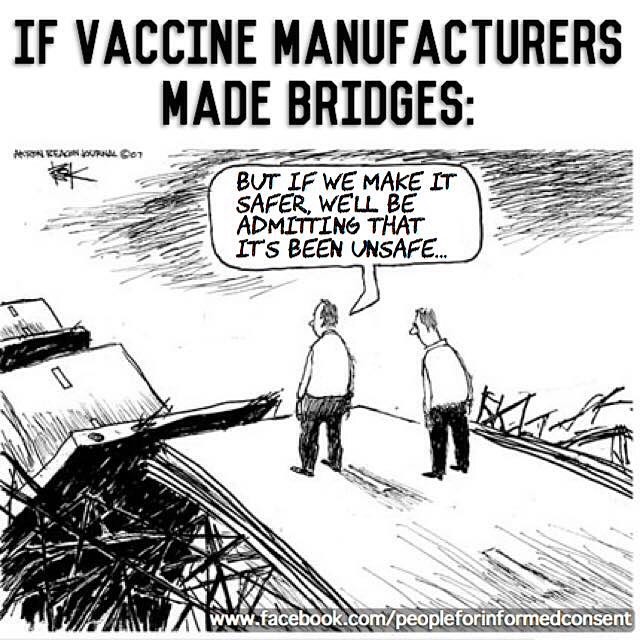 IF VACCINE MANUFACTURERS
MADE BRIDGES:
AKRON BEACON JOURNAL ©07
BUT IF WE MAKE IT
SAFER, WE'LL BE
ADMITTING THAT
IT'S BEEN UNSAFE...
www.facebook.com/peopleforinformedconsent